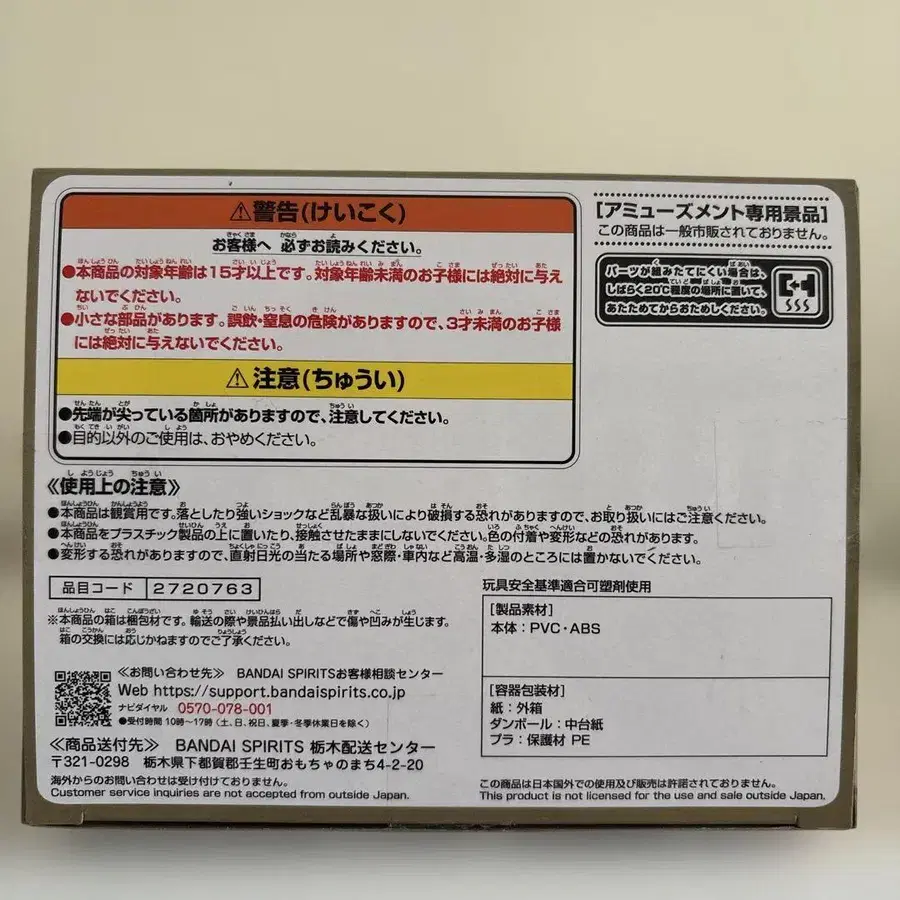 ⚠警告(けいこく)
お客様へ 必ずお読みください。
●本商品の対象年齢は15才以上です。対象年齢未満のお子様には絶対に与え
ないでください。
●小さな部品があります。誤飲・窒息の危険がありますので、3才未満のお子様
には絶対に与えないでください。
⚠注意(ちゅうい)
●先端が尖っている箇所がありますので、注意してください。
●目的以外のご使用は、おやめください。
[アミューズメント専用景品]
この商品は一般市販されておりません。
パーツが組みたてにくい場合は、
しばらく20℃程度の場所に置いて、
あたためてからおためしください。
《使用上の注意》
●本商品は観賞用です。落としたり強いショックなど乱暴な扱いにより破損する恐れがありますので、お取り扱いにはご注意ください。
●本商品をプラスチック製品の上に置いたり、接触させたままにしないでください。色の付着や変形などの恐れがあります。
●変形する恐れがありますので、直射日光の当たる場所や窓際・車内など高温・多湿のところには置かないでください。
品目コード 2720763
※本商品の箱は梱包材です。輸送の際や景品払い出しなどで傷や凹みが生じます。
箱の交換には応じかねますのでご了承ください。
≪お問い合わせ先≫ BANDAI SPIRITSお客様相談センター
Web https://support.bandaispirits.co.jp
ナビダイヤル 0570-078-001
●受付時間 10時〜17時(土、日、祝日、夏季・冬季休業日を除く)
≪商品送付先≫ BANDAI SPIRITS 栃木配送センター
〒321-0298 栃木県下都賀郡壬生町おもちゃのまち4-2-20
海外からのお問い合わせは受け付けておりません。
Customer service inquiries are not accepted from outside Japan.
玩具安全基準適合可塑剤使用
[製品素材]
本体：PVC・ABS
[容器包装材]
紙：外箱
ダンボール：中台紙
プラ：保護材 PE
この商品は日本国外での使用及び販売は許諾されておりません。
This product is not licensed for the use and sale outside Japan.